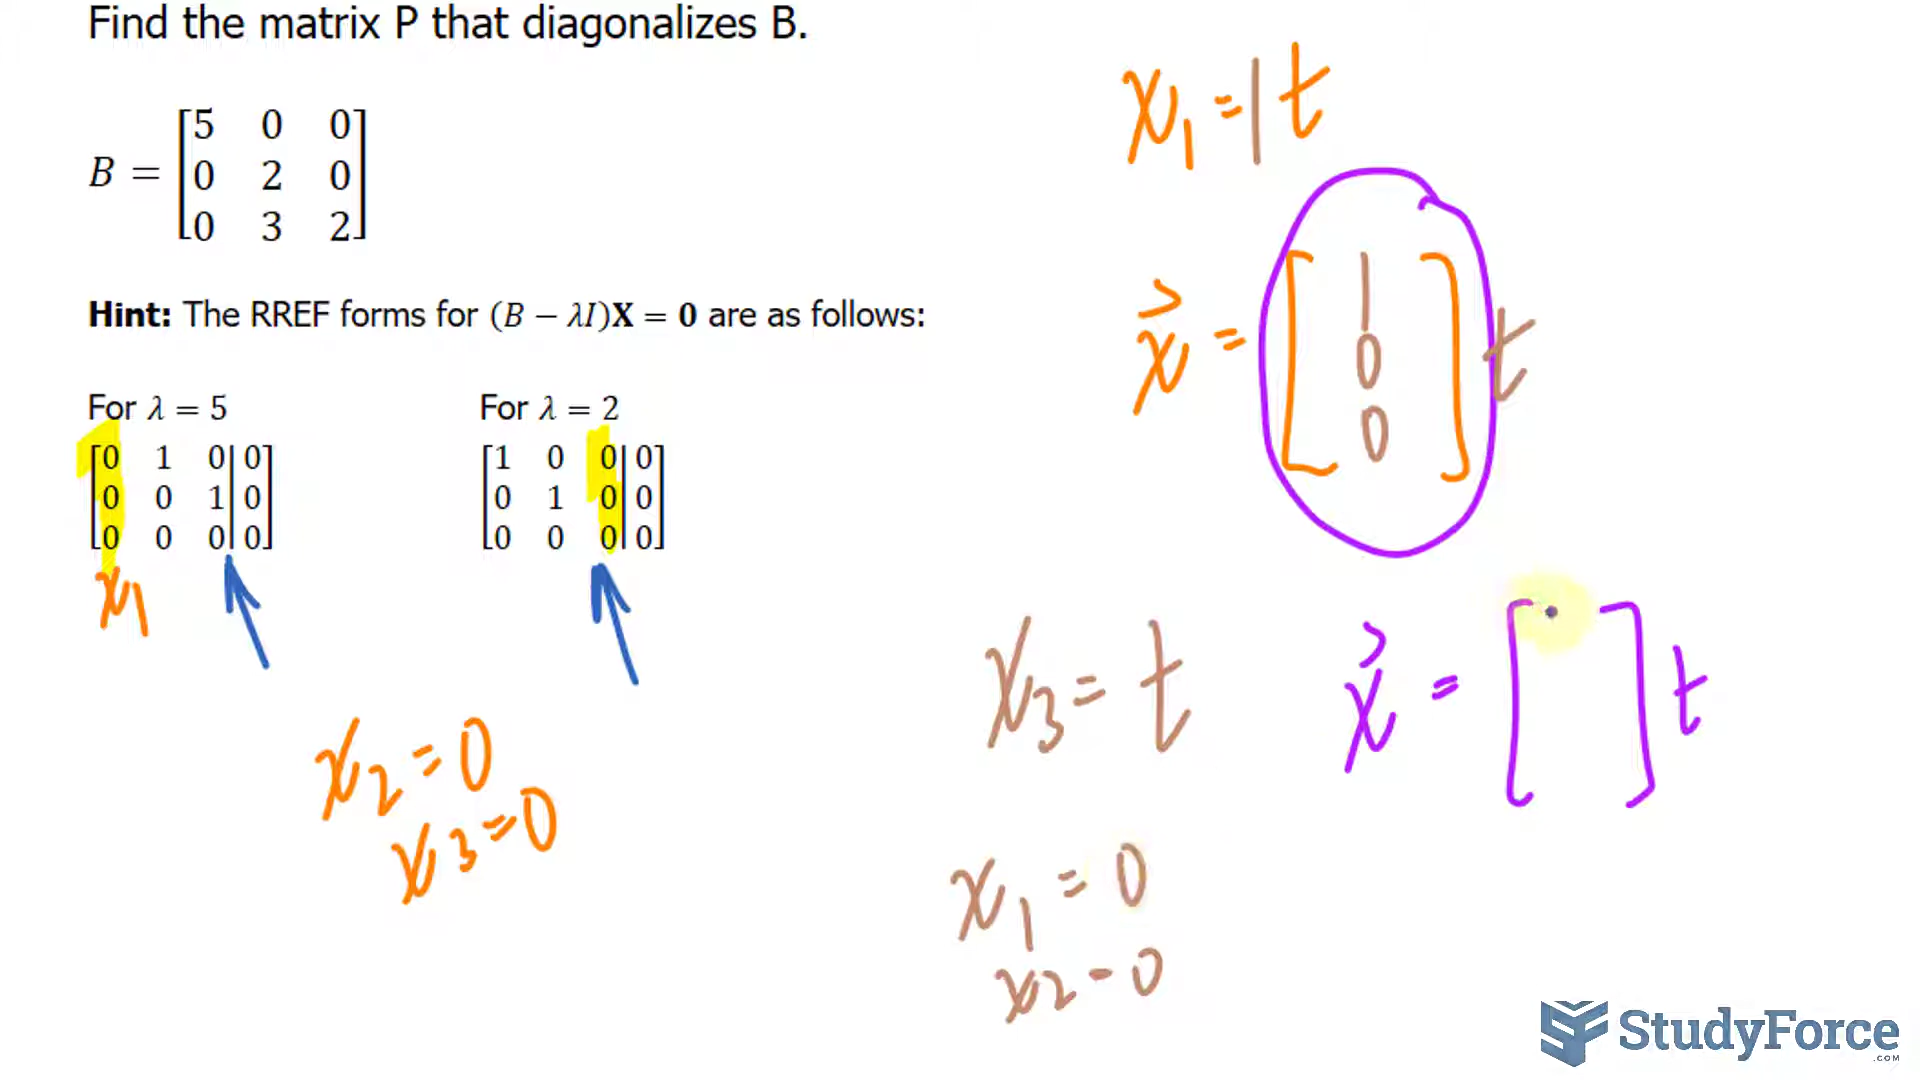 Find the matrix P that diagonalizes B.
B = [5 0 0
0 2 0
0 3 2]
Hint: The RREF forms for (B − λI)X = 0 are as follows:
For λ = 5
[0 1 0|0
0 0 1|0
0 0 0|0]
x₁
For λ = 2
[1 0 0|0
0 1 0|0
0 0 0|0]
x₂ = 0
x₃ = 0
x₁ = 1t
x⃗ = [1
0
0] t
x₃ = t
x⃗ = [ ] t
x₁ = 0
x₂ - 0
StudyForce
.COM